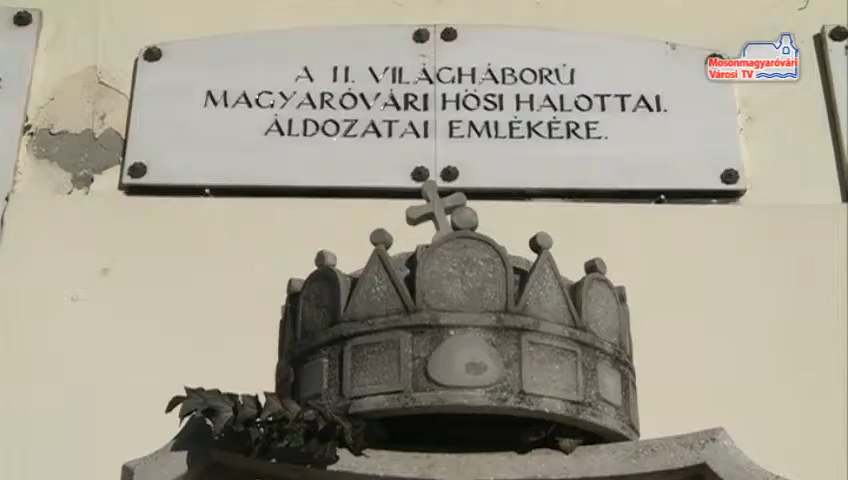 A II. VILÁGHÁBORÚ
MAGYARÓVÁRI HŐSI HALOTTAI.
ÁLDOZATAI EMLÉKÉRE.
Mosonmagyaróvári
Városi TV